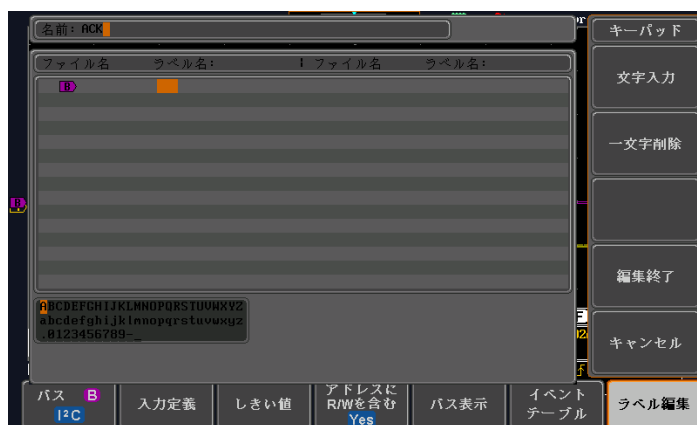 名前: ACK
キーパッド
ファイル名 ラベル名: ファイル名 ラベル名:
B
文字入力
一文字削除
B
編集終了
ABCDEFGHIJKLMNOPQRSTUVWXYZ
abcdefghijklmnopqrstuvwxyz
.0123456789-_
キャンセル
バス B
I²C
入力定義
しきい値
アドレスに
R/Wを含む
Yes
バス表示
イベント
テーブル
ラベル編集